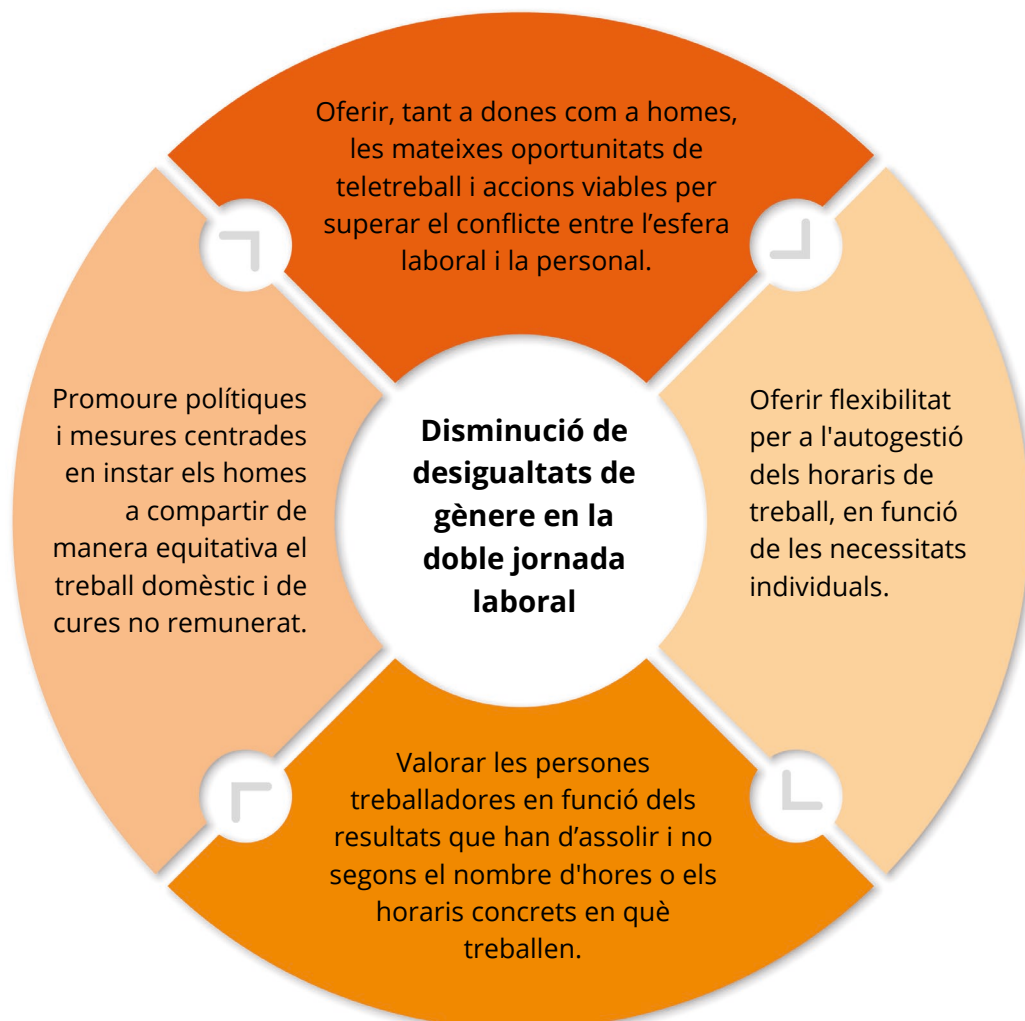 Oferir, tant a dones com a homes,
les mateixes oportunitats de
teletreball i accions viables per
superar el conflicte entre l’esfera
laboral i la personal.
Promoure polítiques
i mesures centrades
en instar els homes
a compartir de
manera equitativa el
treball domèstic i de
cures no remunerat.
Disminució de
desigualtats de
gènere en la
doble jornada
laboral
Oferir flexibilitat
per a l'autogestió
dels horaris de
treball, en funció
de les necessitats
individuals.
Valorar les persones
treballadores en funció dels
resultats que han d’assolir i no
segons el nombre d'hores o els
horaris concrets en què
treballen.